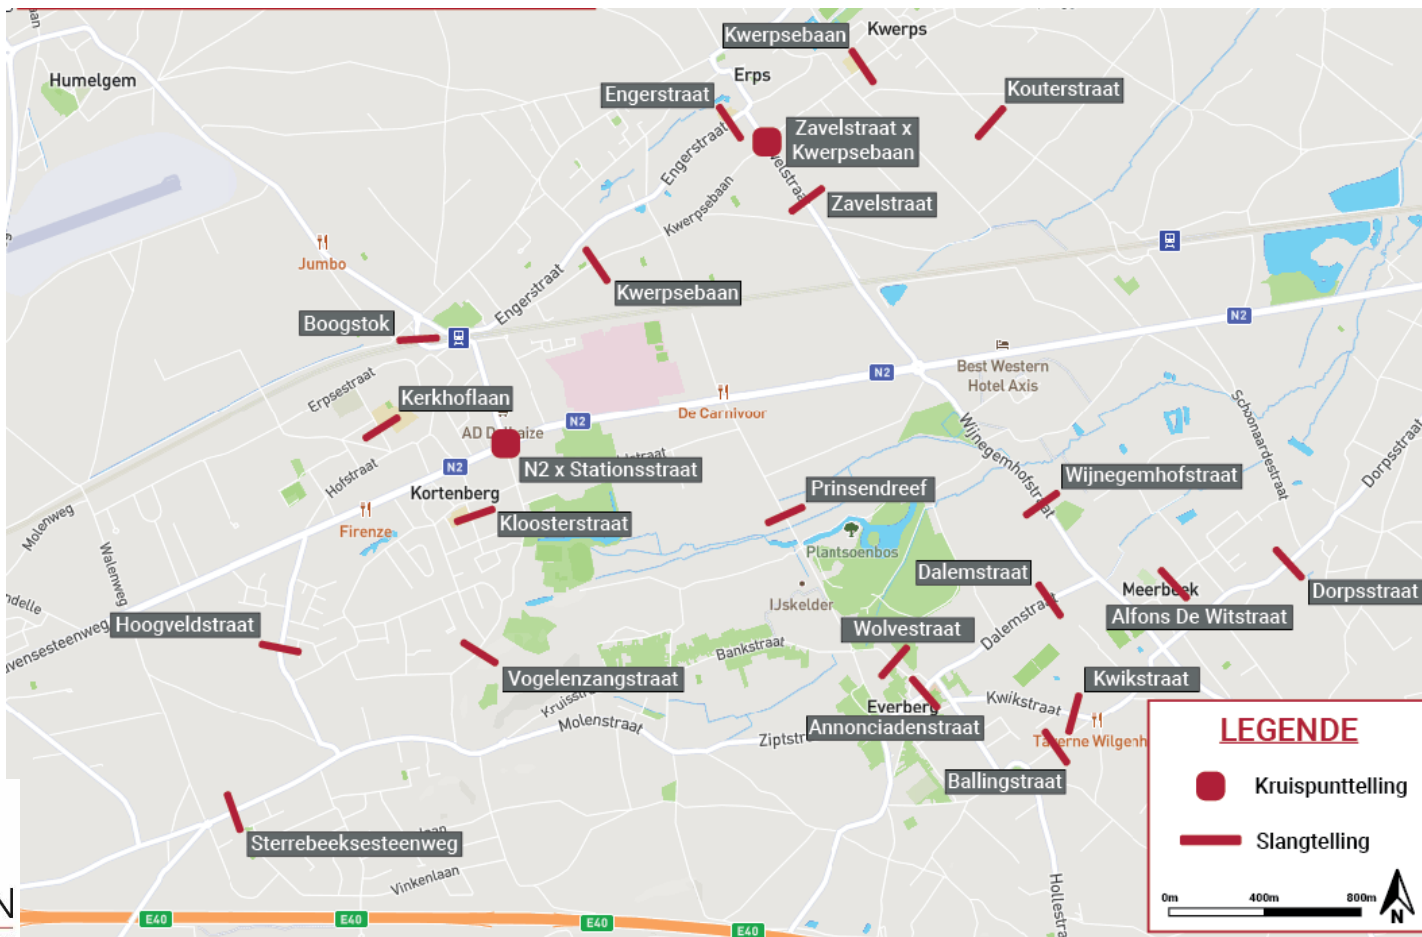 Kwerpsebaan
Kwerps
Humelgem
Erps
Engerstraat
Kouterstraat
Zavelstraat x
Kwerpsebaan
Engerstraat
Zavelstraat
Kwerpsebaan
Jumbo
Kwerpsebaan
Engerstraat
Boogstok
N2
N2
Best Western
Hotel Axis
Erpsestraat
Kerkhoflaan
De Carnivoor
N2
Schoonaardestraat
Dorpsstraat
Wijnegemhofstraat
N2 x Stationsstraat
N2
Hofstraat
Kortenberg
Wijnegemhofstraat
Prinsendreef
Molenweg
Firenze
Kloosterstraat
Plantsoenbos
Walenweg
Dalemstraat
Meerbeek
Dorpsstraat
IJskelder
Alfons De Witstraat
Hoogveldstraat
Wolvestraat
Dalemstraat
Bankstraat
Vogelenzangstraat
Kwikstraat
Kwikstraat
Everberg
Molenstraat
Annonciadenstraat
Ballingstraat
LEGENDE
Kruispunttelling
Slangtelling
Sterrebeeksesteenweg
Vinkenlaan
0m 400m 800m
N
E40
E40
E40
E40